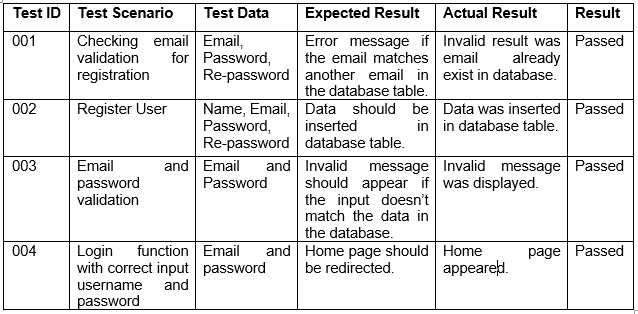 Test ID Test Scenario Test Data Expected Result Actual Result Result
001 Checking email Email, Error message if Invalid result was Passed
validation for Password, the email matches email already
registration Re-password another email in exist in database.
the database table.
002 Register User Name, Email, Data should be Data was inserted Passed
Password, inserted in in database table.
Re-password database table.
003 Email and Email and Invalid message Invalid message Passed
password Password should appear if was displayed.
validation the input doesn't
match the data in
the database.
004 Login function Email and Home page should Home page Passed
with correct input password be redirected. appeared.
username and
password